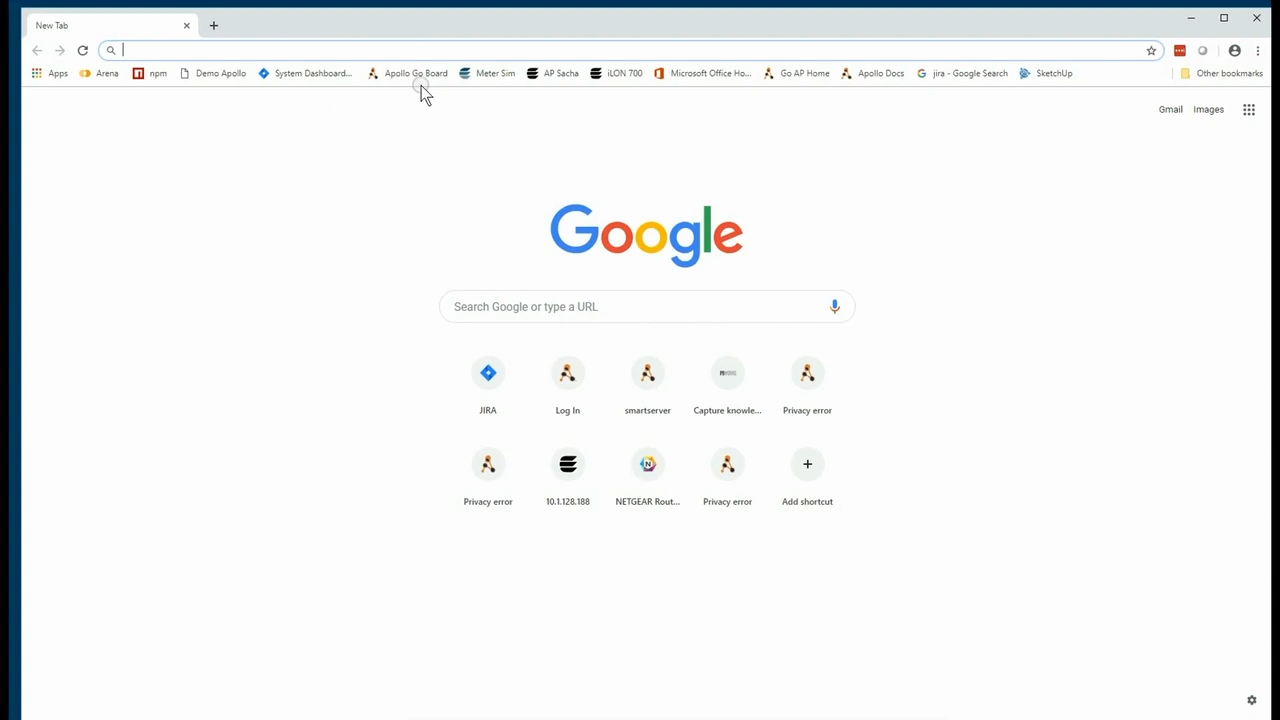 New Tab
Apps Arena npm Demo Apollo System Dashboard... Apollo Go Board Meter Sim AP Sacha iLON 700 Microsoft Office Ho... Go AP Home Apollo Docs jira - Google Search SketchUp Other bookmarks
Gmail Images
Google
Search Google or type a URL
JIRA Log In smartserver Capture knowle... Privacy error
Privacy error 10.1.128.188 NETGEAR Rout... Privacy error Add shortcut